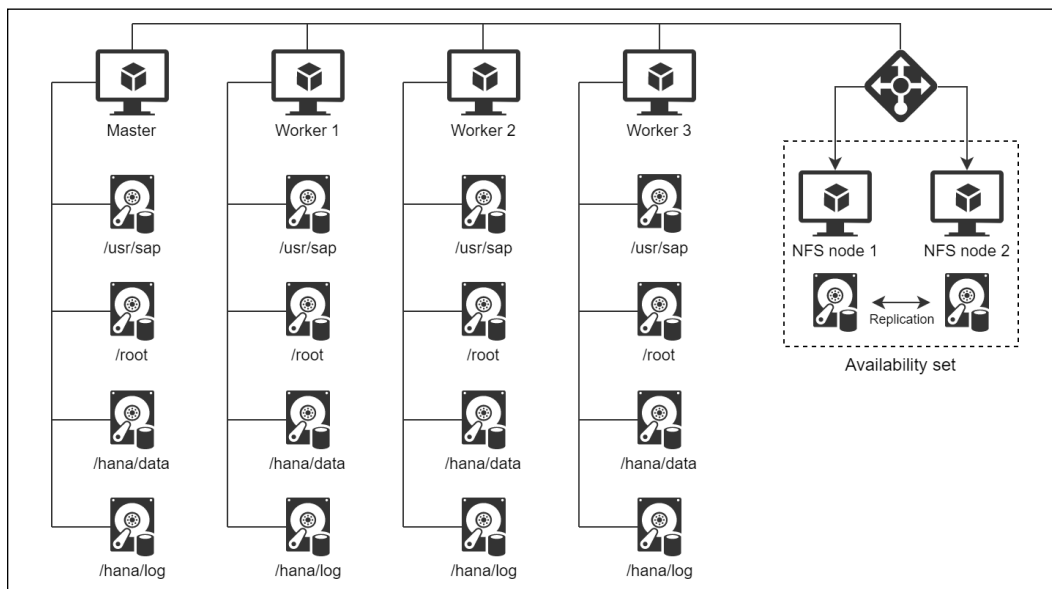 Master
Worker 1
Worker 2
Worker 3
/usr/sap
/usr/sap
/usr/sap
/usr/sap
NFS node 1
NFS node 2
Replication
/root
/root
/root
/root
Availability set
/hana/data
/hana/data
/hana/data
/hana/data
/hana/log
/hana/log
/hana/log
/hana/log